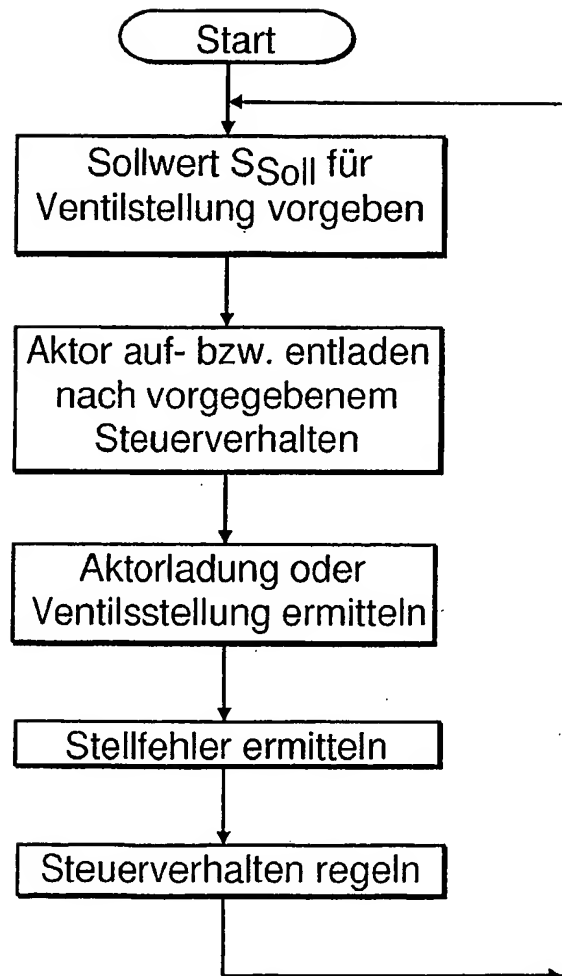 Start
Sollwert SSoll für
Ventilstellung vorgeben
Aktor auf- bzw. entladen
nach vorgegebenem
Steuerverhalten
Aktorladung oder
Ventilsstellung ermitteln
Stellfehler ermitteln
Steuerverhalten regeln